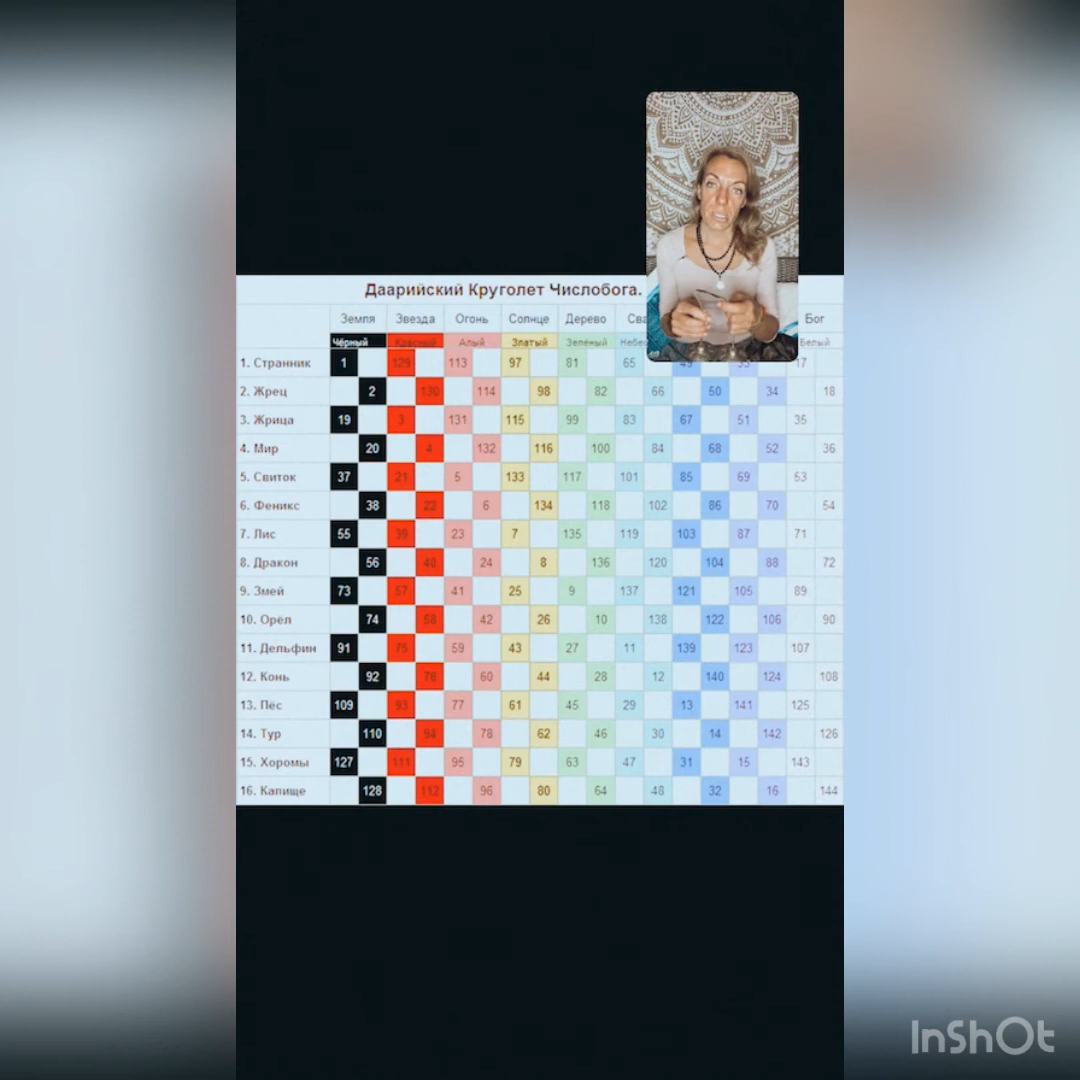 Даарийский Круголет Числобога.
Земля Звезда Огонь Солнце Дерево Бог
Чёрный Красный Алый Златый Зелёный Белый
1. Странник 1 129 113 97 81 65 49 33 17
2. Жрец 2 130 114 98 82 66 50 34 18
3. Жрица 19 3 131 115 99 83 67 51 35
4. Мир 20 4 132 116 100 84 68 52 36
5. Свиток 37 21 5 133 117 101 85 69 53
6. Феникс 38 22 6 134 118 102 86 70 54
7. Лис 55 39 23 7 135 119 103 87 71
8. Дракон 56 40 24 8 136 120 104 88 72
9. Змей 73 57 41 25 9 137 121 105 89
10. Орёл 74 58 42 26 10 138 122 106 90
11. Дельфин 91 75 59 43 27 11 139 123 107
12. Конь 92 76 60 44 28 12 140 124 108
13. Пёс 109 93 77 61 45 29 13 141 125
14. Тур 110 94 78 62 46 30 14 142 126
15. Хоромы 127 111 95 79 63 47 31 15 143
16. Капище 128 112 96 80 64 48 32 16 144
InShOt